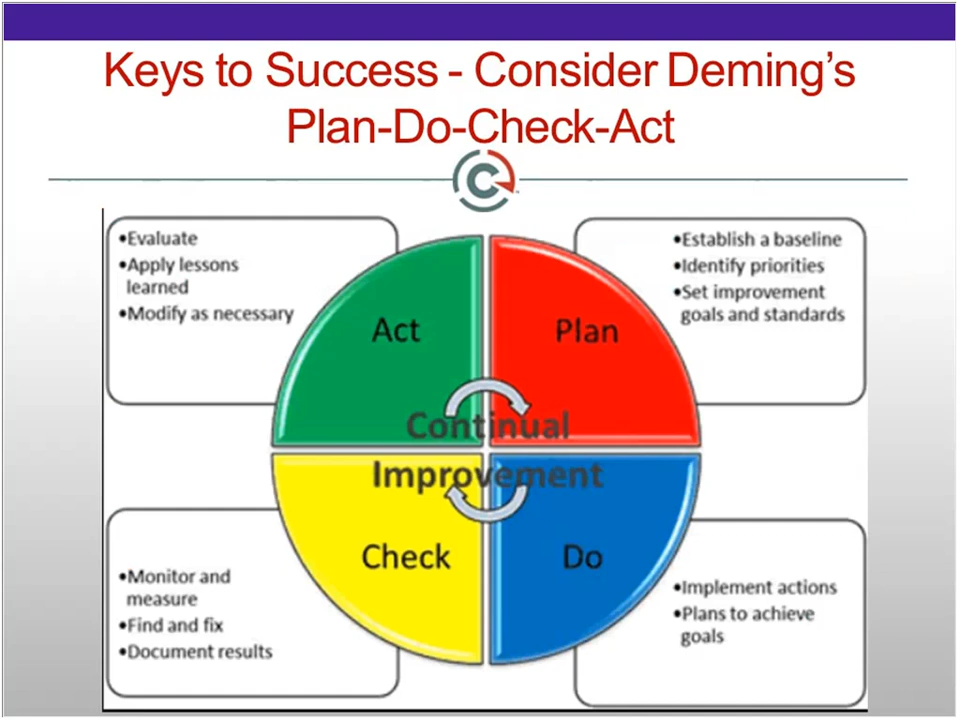 Keys to Success - Consider Deming’s
Plan-Do-Check-Act
C
•Evaluate
•Apply lessons
learned
•Modify as necessary
•Establish a baseline
•Identify priorities
•Set improvement
goals and standards
Act
Plan
Continual
Improvement
Check
Do
•Monitor and
measure
•Find and fix
•Document results
•Implement actions
•Plans to achieve
goals